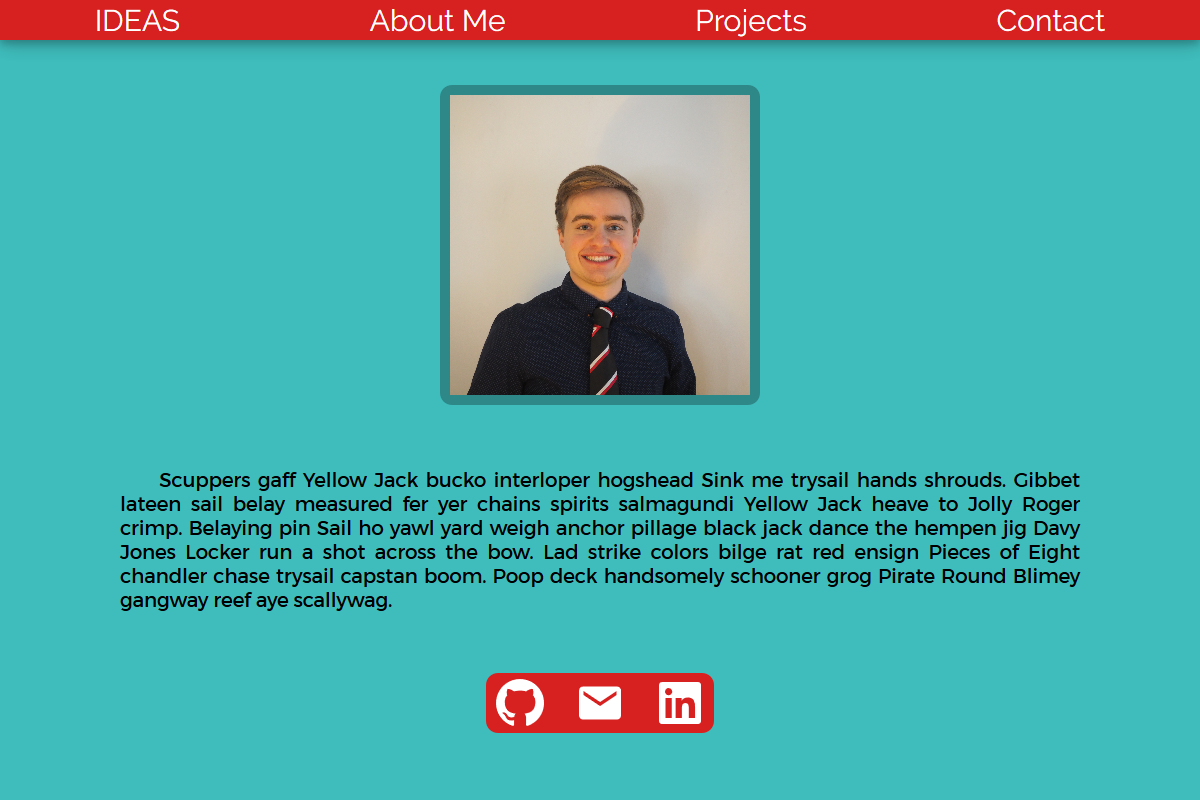 IDEAS About Me Projects Contact
Scuppers gaff Yellow Jack bucko interloper hogshead Sink me trysail hands shrouds. Gibbet
lateen sail belay measured fer yer chains spirits salmagundi Yellow Jack heave to Jolly Roger
crimp. Belaying pin Sail ho yawl yard weigh anchor pillage black jack dance the hempen jig Davy
Jones Locker run a shot across the bow. Lad strike colors bilge rat red ensign Pieces of Eight
chandler chase trysail capstan boom. Poop deck handsomely schooner grog Pirate Round Blimey
gangway reef aye scallywag.
in